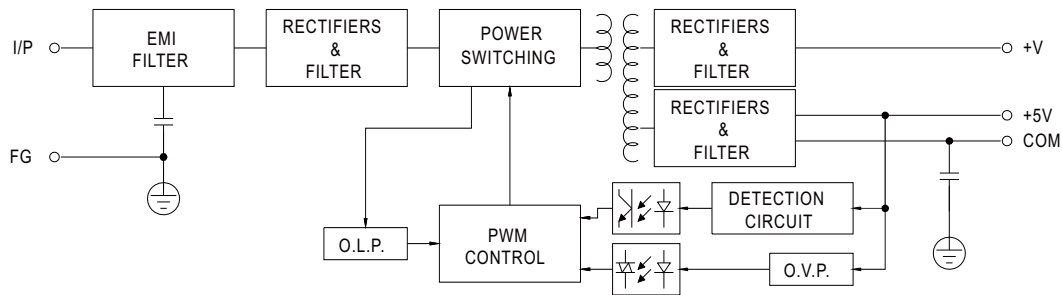 I/P
EMI
FILTER
RECTIFIERS
&
FILTER
POWER
SWITCHING
RECTIFIERS
&
FILTER
+V
RECTIFIERS
&
FILTER
+5V
COM
FG
DETECTION
CIRCUIT
O.L.P.
PWM
CONTROL
O.V.P.